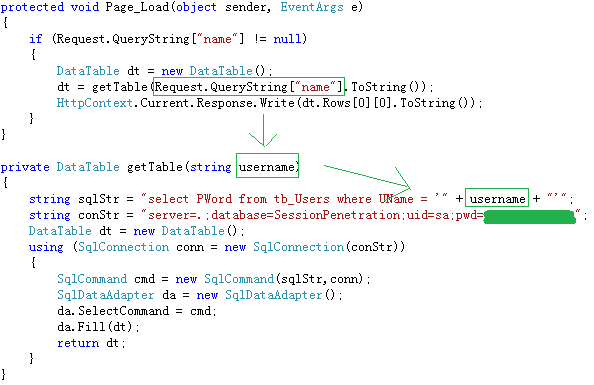 protected void Page_Load(object sender, EventArgs e)
{
    if (Request.QueryString["name"] != null)
    {
        DataTable dt = new DataTable();
        dt = getTable(Request.QueryString["name"].ToString());
        HttpContext.Current.Response.Write(dt.Rows[0][0].ToString());
    }
}
private DataTable getTable(string username)
{
    string sqlStr = "select PWord from tb_Users where UName = '" + username + "'";
    string conStr = "server=.;database=SessionPenetration;uid=sa;pwd=";
    DataTable dt = new DataTable();
    using (SqlConnection conn = new SqlConnection(conStr))
    {
        SqlCommand cmd = new SqlCommand(sqlStr,conn);
        SqlDataAdapter da = new SqlDataAdapter();
        da.SelectCommand = cmd;
        da.Fill(dt);
        return dt;
    }
}